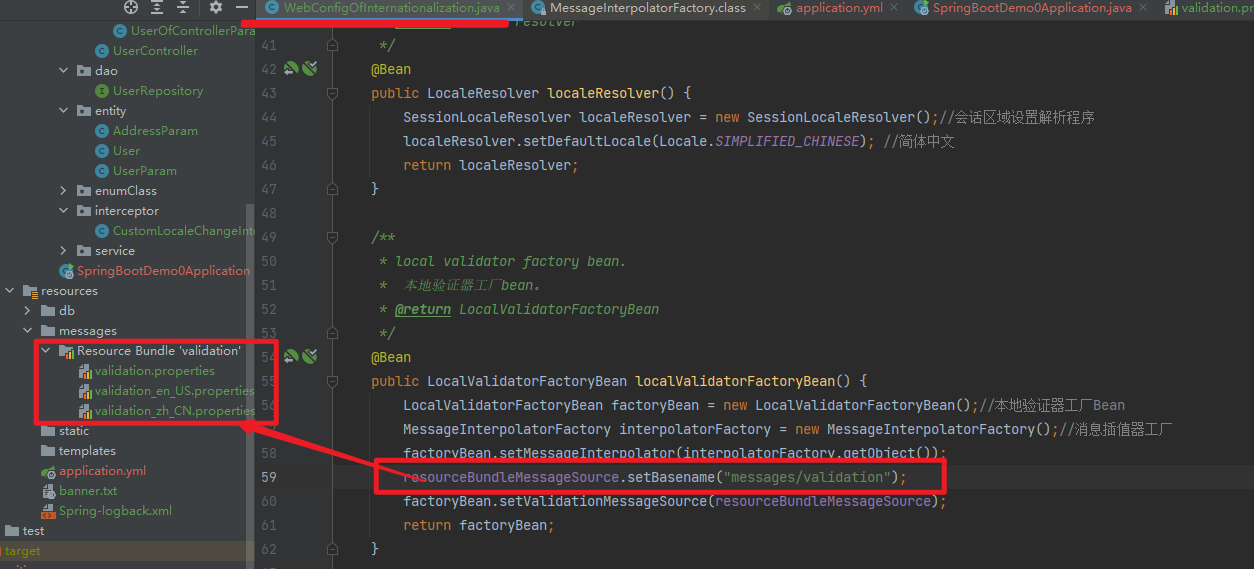 WebConfigOfInternationalization.java
MessageInterpolatorFactory.class
application.yml
SpringBootDemo0Application.java
validation.pr
UserOfControllerPara
UserController
dao
UserRepository
entity
AddressParam
User
UserParam
enumClass
interceptor
CustomLocaleChangeInt
service
SpringBootDemo0Application
resources
db
messages
Resource Bundle 'validation'
validation.properties
validation_en_US.properties
validation_zh_CN.properties
static
templates
application.yml
banner.txt
Spring-logback.xml
test
target
resolver
41 */
42 @Bean
43 public LocaleResolver localeResolver() {
44 SessionLocaleResolver localeResolver = new SessionLocaleResolver();//会话区域设置解析程序
45 localeResolver.setDefaultLocale(Locale.SIMPLIFIED_CHINESE); //简体中文
46 return localeResolver;
47 }
48
49 /**
50 * local validator factory bean.
51 * 本地验证器工厂bean.
52 * @return LocalValidatorFactoryBean
53 */
54 @Bean
55 public LocalValidatorFactoryBean localValidatorFactoryBean() {
56 LocalValidatorFactoryBean factoryBean = new LocalValidatorFactoryBean();//本地验证器工厂Bean
MessageInterpolatorFactory interpolatorFactory = new MessageInterpolatorFactory();//消息插值器工厂
58 factoryBean.setMessageInterpolator(interpolatorFactory.getObject());
59 resourceBundleMessageSource.setBasename("messages/validation");
60 factoryBean.setValidationMessageSource(resourceBundleMessageSource);
61 return factoryBean;
62 }